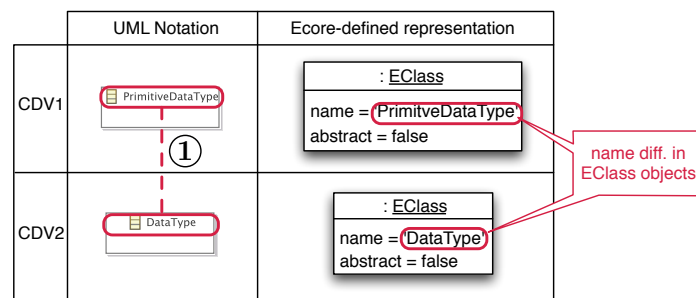 UML Notation
Ecore-defined representation
CDV1
PrimitiveDataType
: EClass
name = 'PrimitveDataType'
abstract = false
1
name diff. in
EClass objects
CDV2
DataType
: EClass
name = 'DataType'
abstract = false